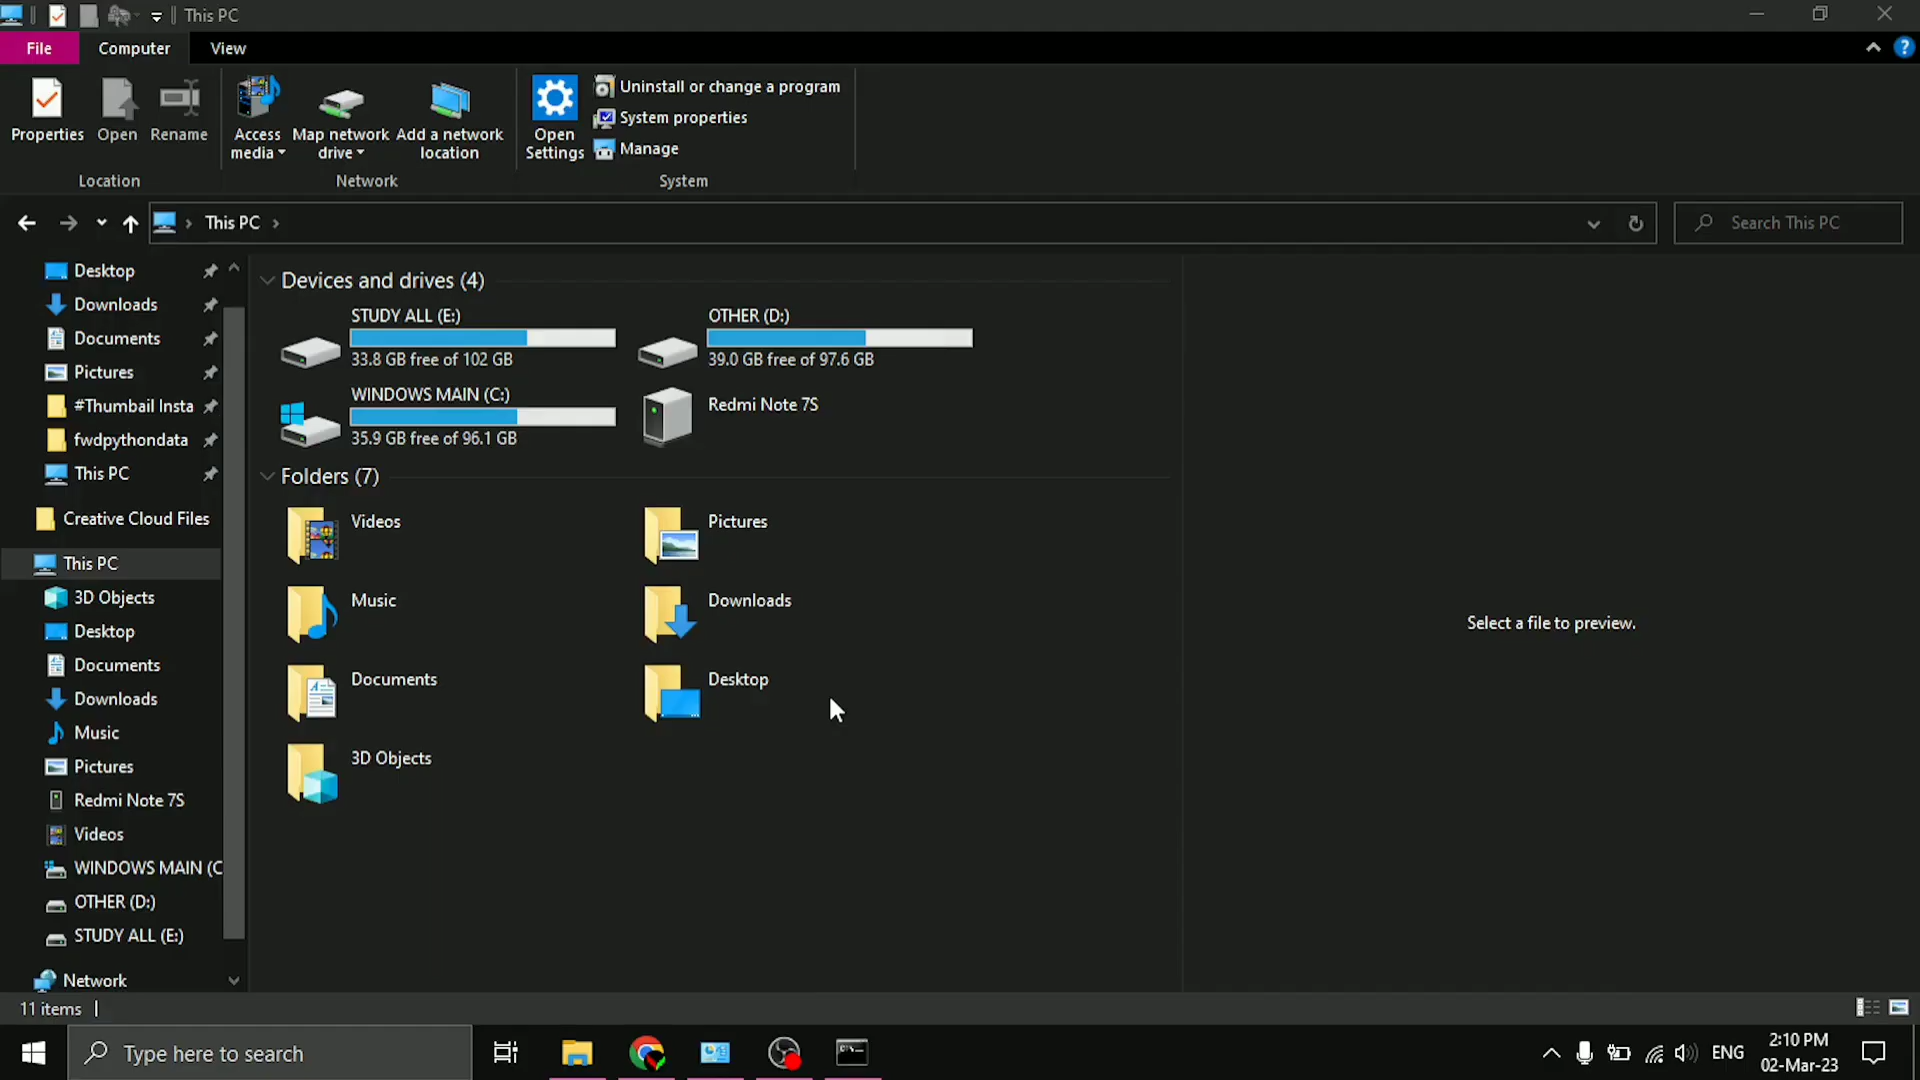 This PC
File
Computer
View
Properties
Open
Rename
Access
media
Map network
drive
Add a network
location
Open
Settings
Uninstall or change a program
System properties
Manage
Location
Network
System
This PC
Search This PC
Desktop
Downloads
Documents
Pictures
#Thumbail Insta
fwdpythondata
This PC
Creative Cloud Files
This PC
3D Objects
Desktop
Documents
Downloads
Music
Pictures
Redmi Note 7S
Videos
WINDOWS MAIN (C
OTHER (D:)
STUDY ALL (E:)
Network
Devices and drives (4)
STUDY ALL (E:)
33.8 GB free of 102 GB
OTHER (D:)
39.0 GB free of 97.6 GB
WINDOWS MAIN (C:)
35.9 GB free of 96.1 GB
Redmi Note 7S
Folders (7)
Videos
Pictures
Music
Downloads
Documents
Desktop
3D Objects
Select a file to preview.
11 items
Type here to search
ENG
2:10 PM
02-Mar-23